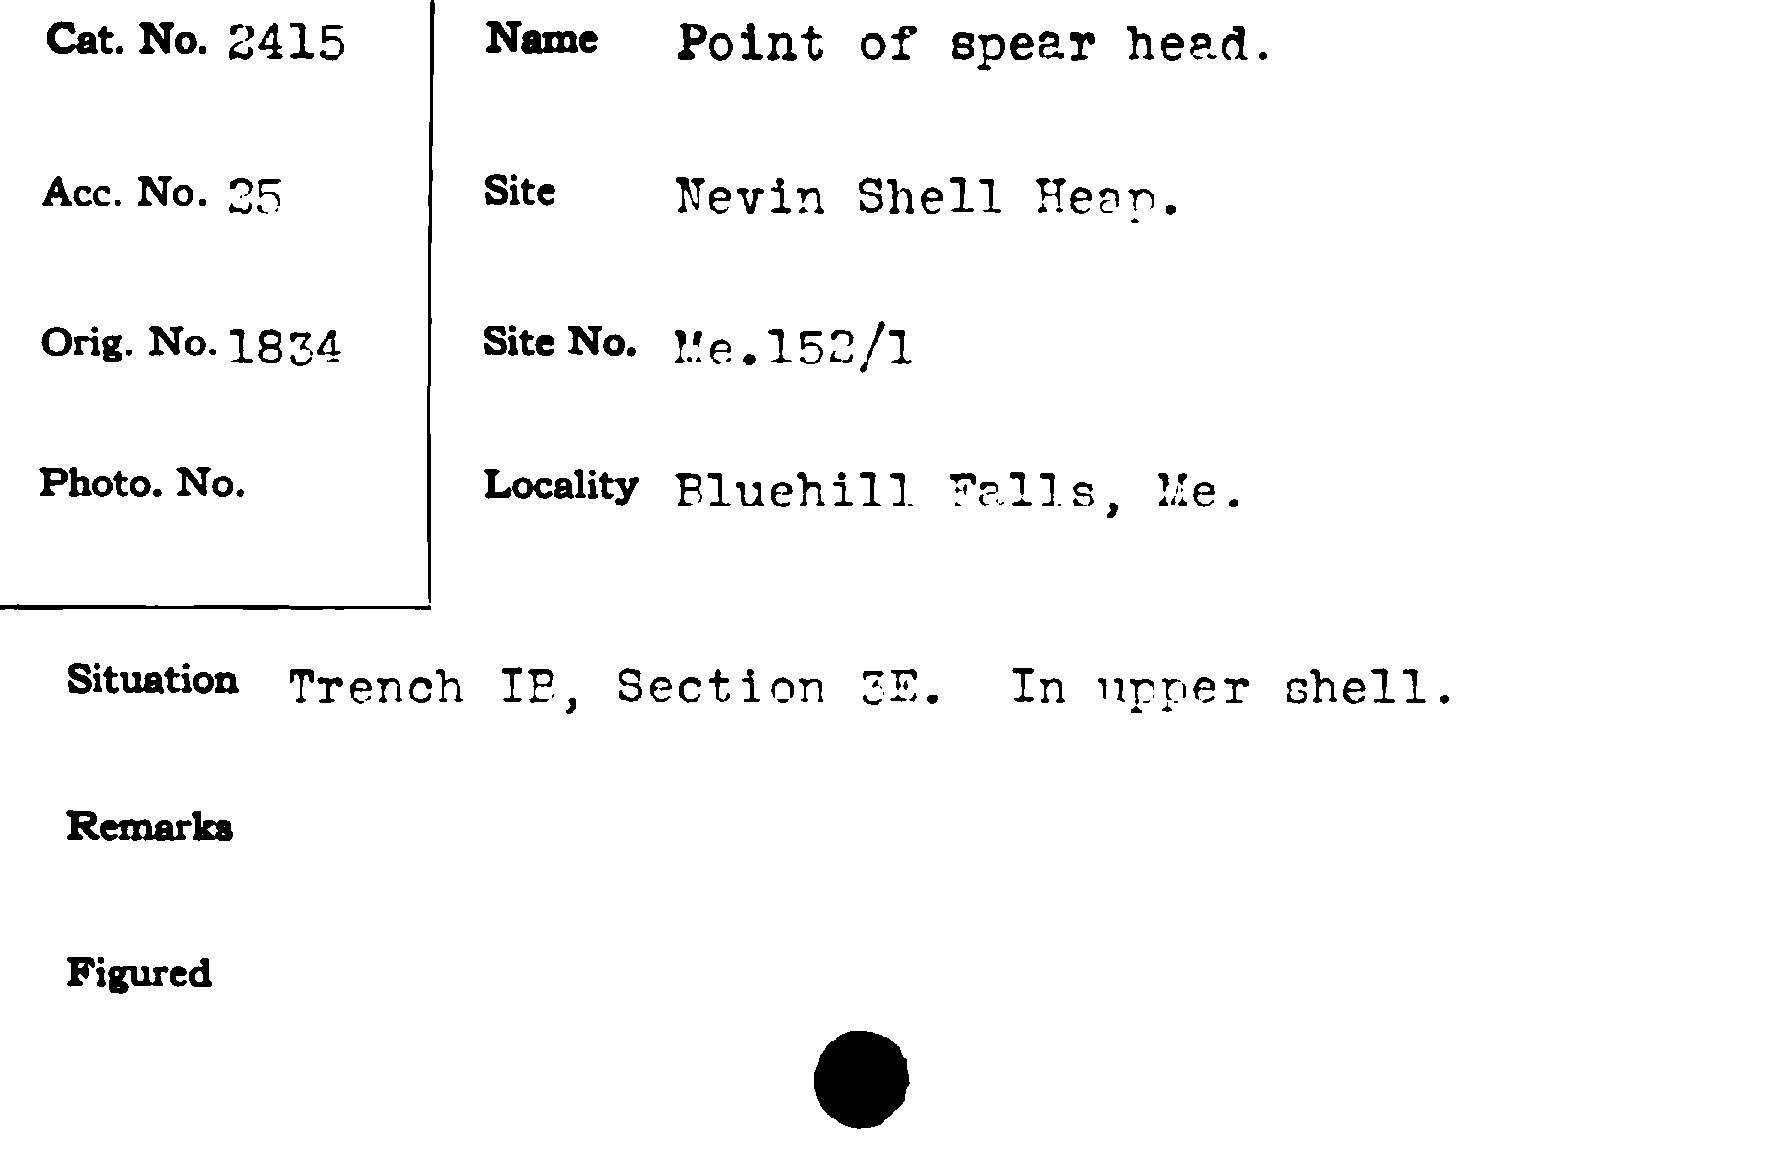 Cat. No. 2415
Name Point of spear head.
Acc. No. 25
Site Nevin Shell Heap.
Orig. No. 1834
Site No. Me.152/1
Photo. No.
Locality Bluehill Falls, Me.
Situation Trench IB, Section 3E. In upper shell.
Remarks
Figured